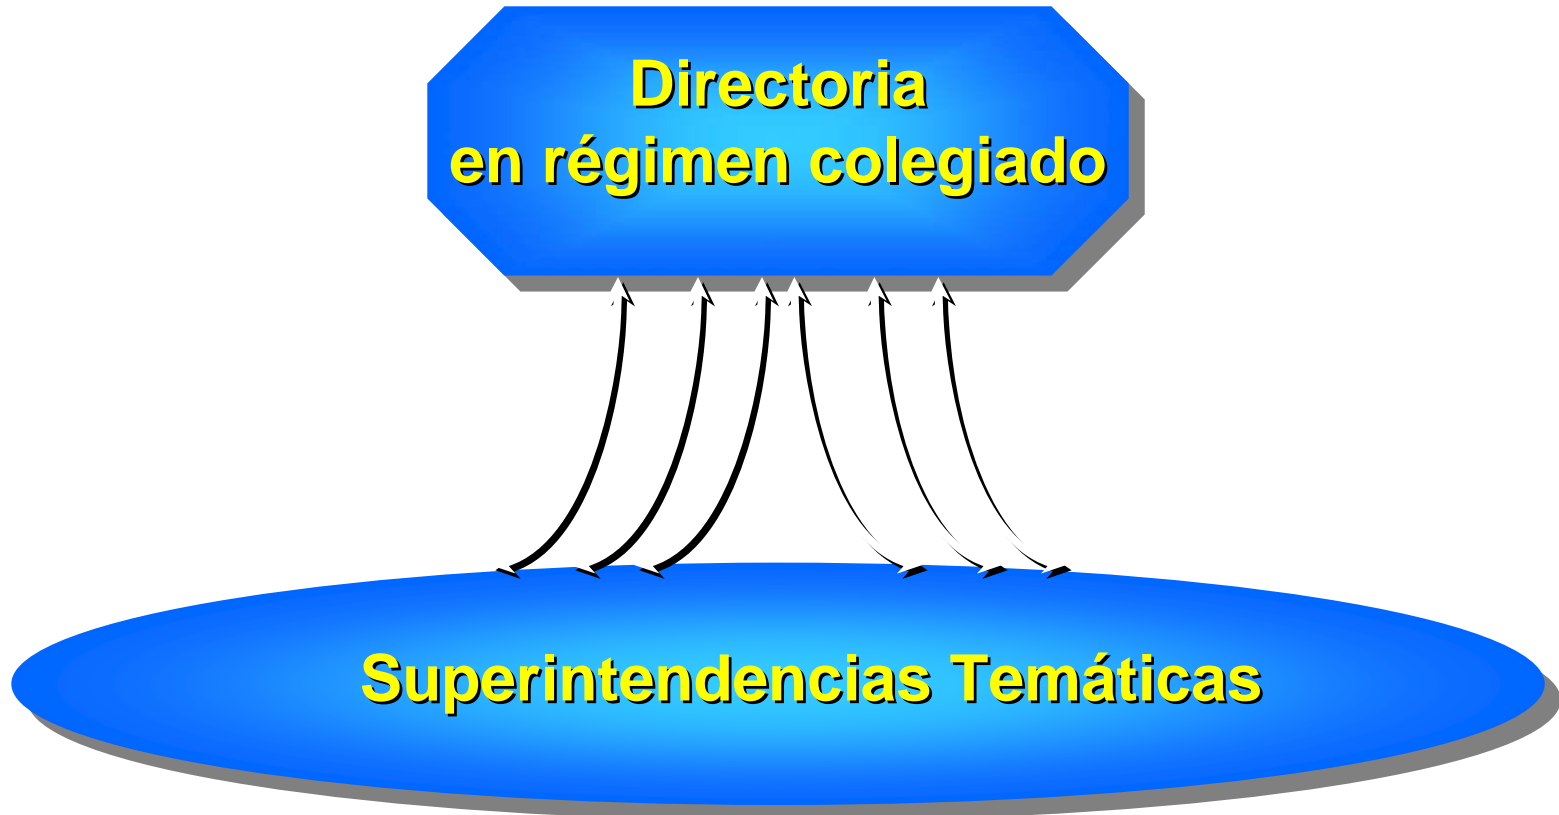 Directoria
en régimen colegiado
Superintendencias Temáticas